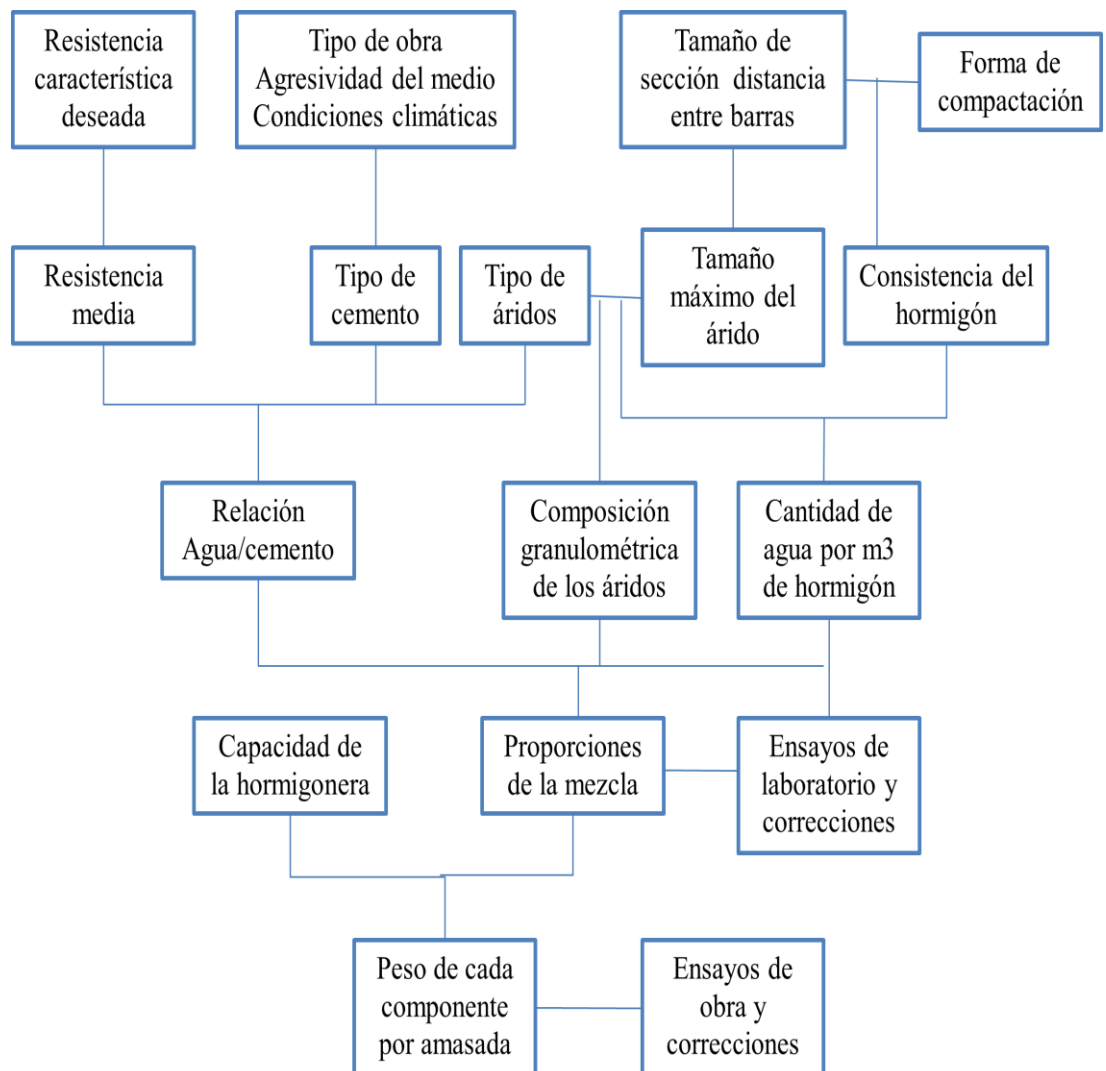 Resistencia
característica
deseada
Tipo de obra
Agresividad del medio
Condiciones climáticas
Tamaño de
sección distancia
entre barras
Forma de
compactación
Resistencia
media
Tipo de
cemento
Tipo de
áridos
Tamaño
máximo del
árido
Consistencia del
hormigón
Relación
Agua/cemento
Composición
granulométrica
de los áridos
Cantidad de
agua por m3
de hormigón
Capacidad de
la hormigonera
Proporciones
de la mezcla
Ensayos de
laboratorio y
correcciones
Peso de cada
componente
por amasada
Ensayos de
obra y
correcciones